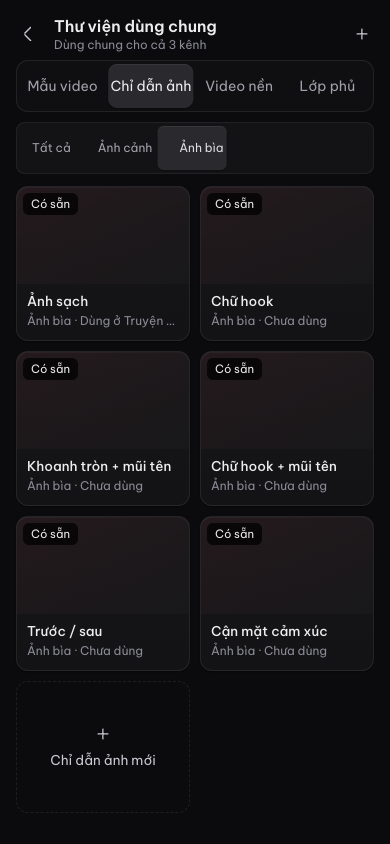 Thư viện dùng chung
Dùng chung cho cả 3 kênh
Mẫu video Chỉ dẫn ảnh Video nền Lớp phủ
Tất cả Ảnh cảnh Ảnh bìa
Có sẵn Có sẵn
Ảnh sạch Chữ hook
Ảnh bìa · Dùng ở Truyện ... Ảnh bìa · Chưa dùng
Có sẵn Có sẵn
Khoanh tròn + mũi tên Chữ hook + mũi tên
Ảnh bìa · Chưa dùng Ảnh bìa · Chưa dùng
Có sẵn Có sẵn
Trước / sau Cận mặt cảm xúc
Ảnh bìa · Chưa dùng Ảnh bìa · Chưa dùng
Chỉ dẫn ảnh mới